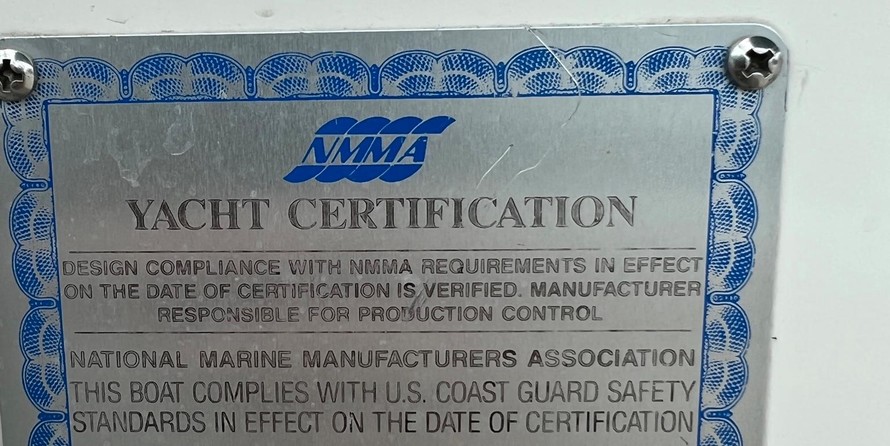 NMMA
YACHT CERTIFICATION
DESIGN COMPLIANCE WITH NMMA REQUIREMENTS IN EFFECT
ON THE DATE OF CERTIFICATION IS VERIFIED. MANUFACTURER
RESPONSIBLE FOR PRODUCTION CONTROL
NATIONAL MARINE MANUFACTURERS ASSOCIATION
THIS BOAT COMPLIES WITH U.S. COAST GUARD SAFETY
STANDARDS IN EFFECT ON THE DATE OF CERTIFICATION